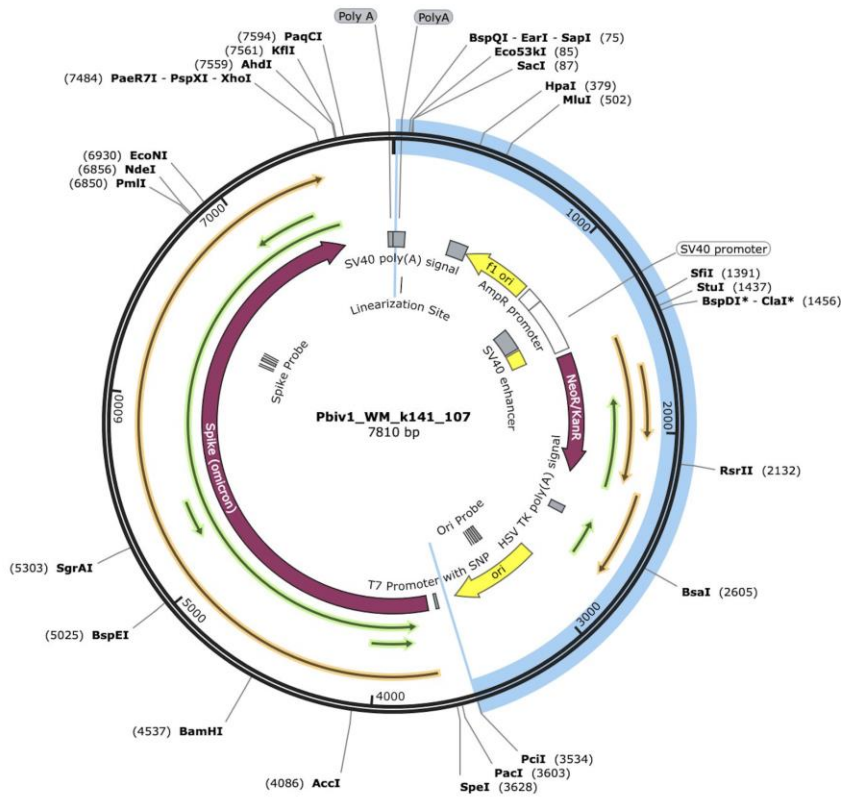 Poly A
PolyA
(7594) PaqCI
(7561) KflI
(7559) AhdI
(7484) PaeR7I - PspXI - XhoI
BspQI - EarI - SapI (75)
Eco53kI (85)
SacI (87)
HpaI (379)
MluI (502)
(6930) EcoNI
(6856) NdeI
(6850) PmlI
7000
1000
SV40 promoter
SfiI (1391)
StuI (1437)
BspDI* - ClaI* (1456)
SV40 poly(A) signal
f1 ori
AmpR promoter
Linearization Site
SV40 enhancer
Spike Probe
NeoR/KanR
6000
2000
Pbiv1_WM_k141_107
7810 bp
Spike (omicron)
RsrII (2132)
HSV TK poly(A) signal
Ori Probe
ori
T7 Promoter with SNP
(5303) SgrAI
BsaI (2605)
5000
3000
(5025) BspEI
4000
(4537) BamHI
(4086) AccI
PciI (3534)
PacI (3603)
SpeI (3628)